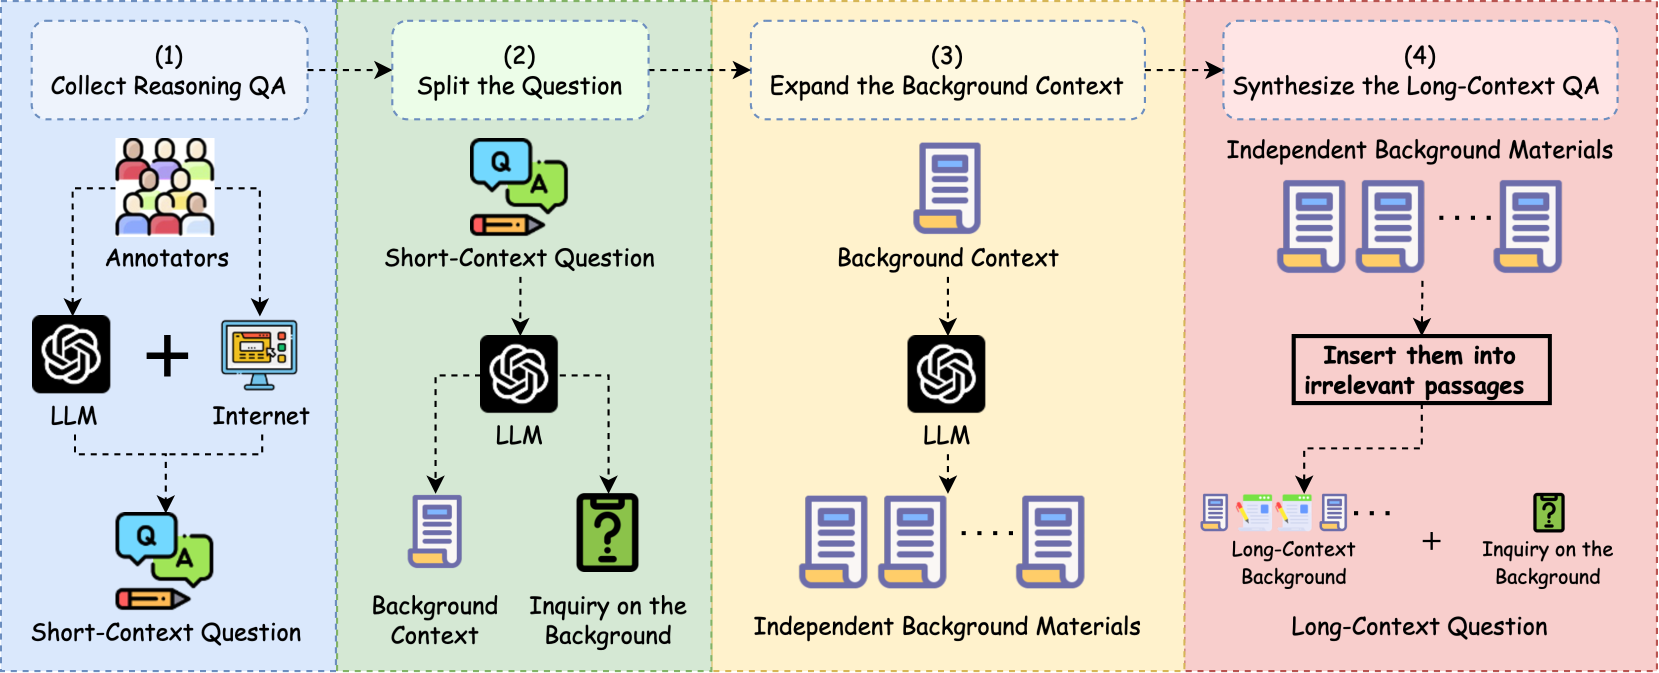 (1)
Collect Reasoning QA
Annotators
LLM
+
Internet
Q
A
Short-Context Question
(2)
Split the Question
Q
A
Short-Context Question
LLM
?
Background
Context
Inquiry on the
Background
(3)
Expand the Background Context
Background Context
LLM
....
Independent Background Materials
(4)
Synthesize the Long-Context QA
Independent Background Materials
....
Insert them into
irrelevant passages
...
?
Long-Context
Background
+
Inquiry on the
Background
Long-Context Question